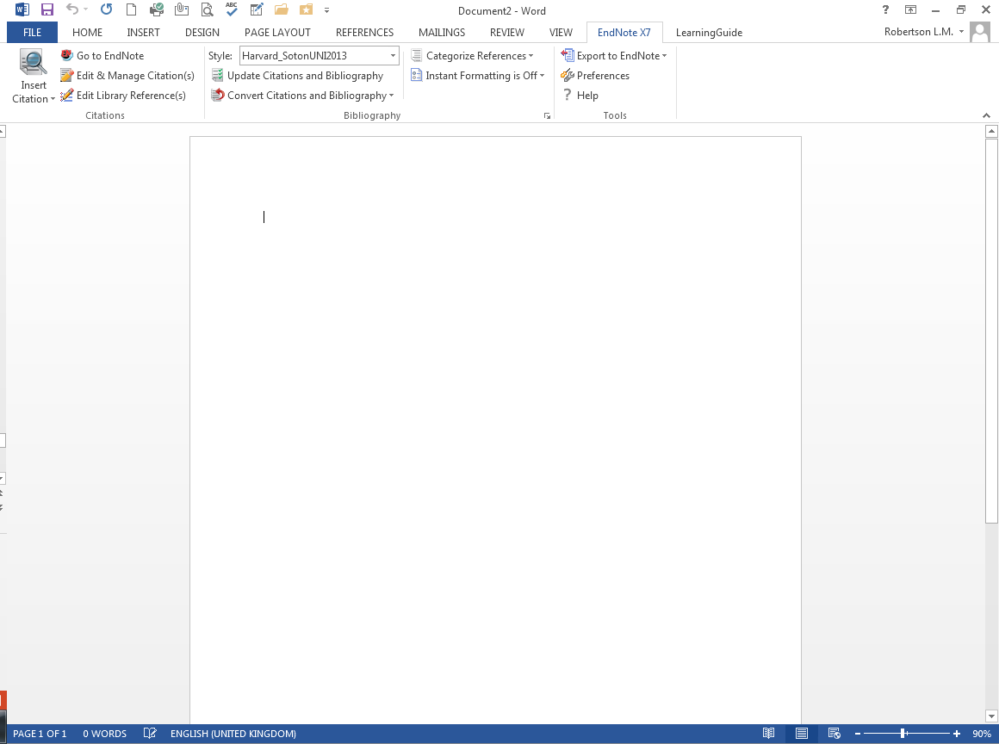 Document2 - Word
FILE HOME INSERT DESIGN PAGE LAYOUT REFERENCES MAILINGS REVIEW VIEW EndNote X7 LearningGuide Robertson L.M.
Insert Citation
Go to EndNote
Edit & Manage Citation(s)
Edit Library Reference(s)
Citations
Style: Harvard_SotonUNI2013
Update Citations and Bibliography
Convert Citations and Bibliography
Categorize References
Instant Formatting is Off
Bibliography
Export to EndNote
Preferences
? Help
Tools
PAGE 1 OF 1 0 WORDS ENGLISH (UNITED KINGDOM) 90%